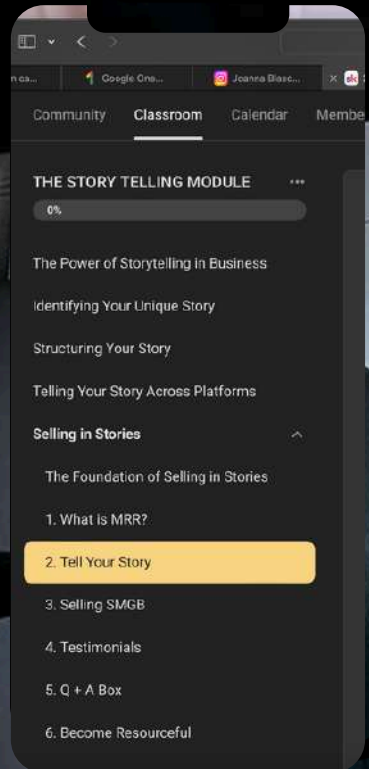 Google One...
Joanna Blasc...
sk
Community Classroom Calendar Membe
THE STORY TELLING MODULE
0%
The Power of Storytelling in Business
Identifying Your Unique Story
Structuring Your Story
Telling Your Story Across Platforms
Selling in Stories
The Foundation of Selling in Stories
1. What is MRR?
2. Tell Your Story
3. Selling SMGB
4. Testimonials
5. Q + A Box
6. Become Resourceful